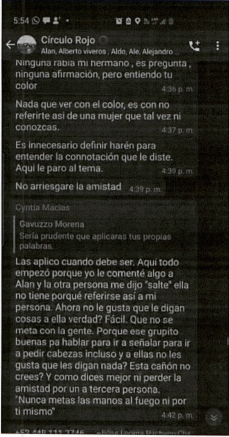 5:54
Círculo Rojo
Alan, Alberto viveros, Aldo, Ale, Alejandro...
Ninguna rabia mi hermano , es pregunta ,
ninguna afirmación, pero entiendo tu
color
4:36 p. m.
Nada que ver con el color, es con no
referirte así de una mujer que tal vez ni
conozcas.
4:37 p. m.
Es innecesario definir harén para
entender la connotación que le diste.
Aqui le paro al tema.
4:39 p. m.
No arriesgare la amistad
4:39 p. m.
Cyntia Macias
Gavuzzo Morena
Sería prudente que aplicaras tus propias
palabras.
Las aplico cuando debe ser. Aquí todo
empezó porque yo le comenté algo a
Alan y la otra persona me dijo "salte" ella
no tiene porqué referirse así a mi
persona. Ahora no le gusta que le digan
cosas a ella verdad? Fácil. Que no se
meta con la gente. Porque ese grupito
buenas pa hablar para ir a señalar para ir
a pedir cabezas incluso y a ellas no les
gusta que les digan nada? Esta cañón no
crees? Y como dices mejor ni perder la
amistad por un a tercera persona.
"Nunca metas las manos al fuego ni por
ti mismo"
4:42 p. m.